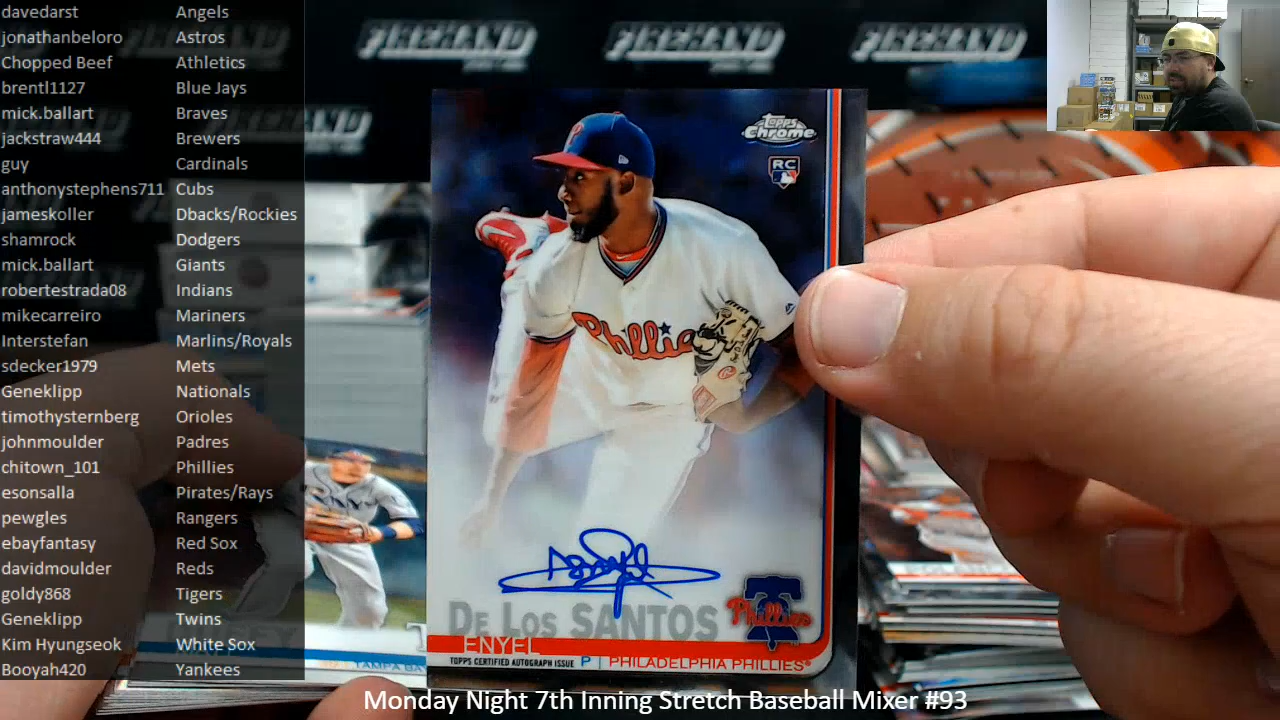 davedarst Angels
jonathanbeloro Astros
Chopped Beef Athletics
brentl1127 Blue Jays
mick.ballart Braves
jackstraw444 Brewers
guy Cardinals
anthonystephens711 Cubs
jameskoller Dbacks/Rockies
shamrock Dodgers
mick.ballart Giants
robertestrada08 Indians
mikecarreiro Mariners
Interstefan Marlins/Royals
sdecker1979 Mets
Geneklipp Nationals
timothysternberg Orioles
johnmoulder Padres
chitown_101 Phillies
esonsalla Pirates/Rays
pewgles Rangers
ebayfantasy Red Sox
davidmoulder Reds
goldy868 Tigers
Geneklipp Twins
Kim Hyungseok White Sox
Booyah420 Yankees
FIREHAND FIREHAND FIREHAND
Topps
Chrome
RC
Phillies
DE LOS SANTOS
Phillies
ENYEL
TOPPS CERTIFIED AUTOGRAPH ISSUE P PHILADELPHIA PHILLIES
TAMPA BA
Monday Night 7th Inning Stretch Baseball Mixer #93